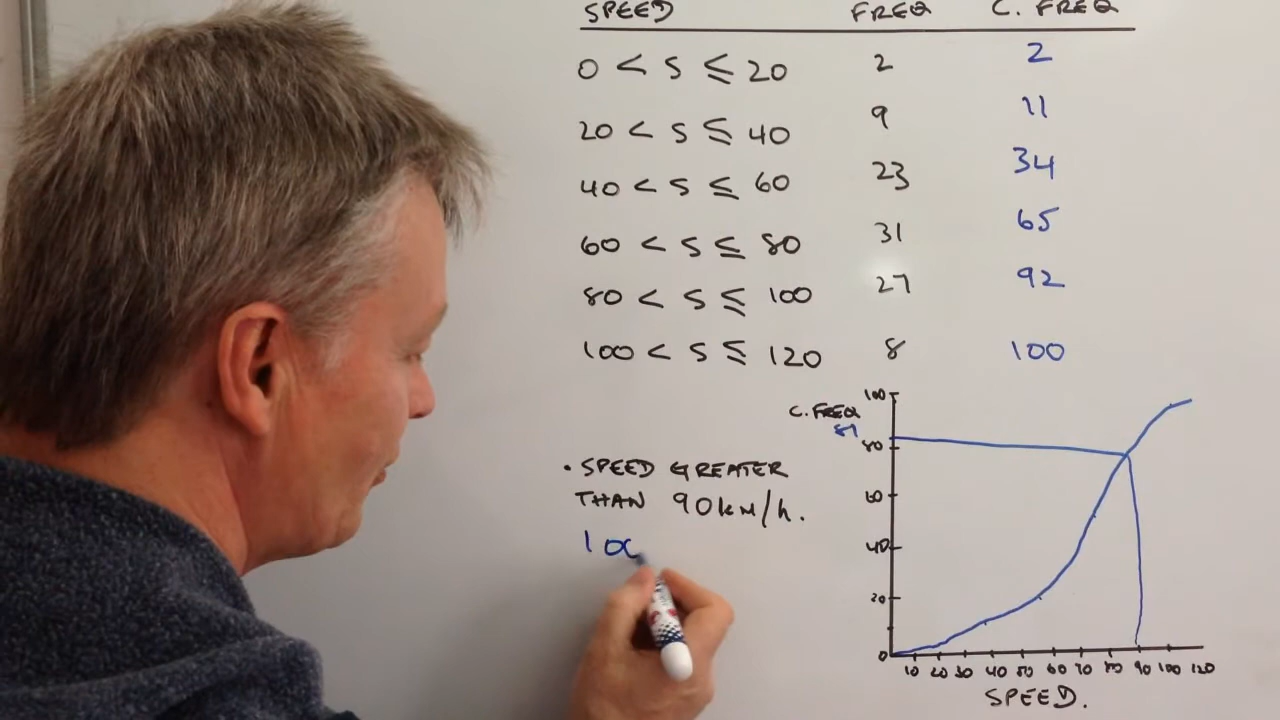 SPEED FREQ C. FREQ
0 < S ≤ 20 2 2
20 < S ≤ 40 9 11
40 < S ≤ 60 23 34
60 < S ≤ 80 31 65
80 < S ≤ 100 27 92
100 < S ≤ 120 8 100
• SPEED GREATER
THAN 90KM/h.
100
C. FREQ
100
81
80
60
40
20
0
10 20 30 40 50 60 70 80 90 100 120
SPEED.